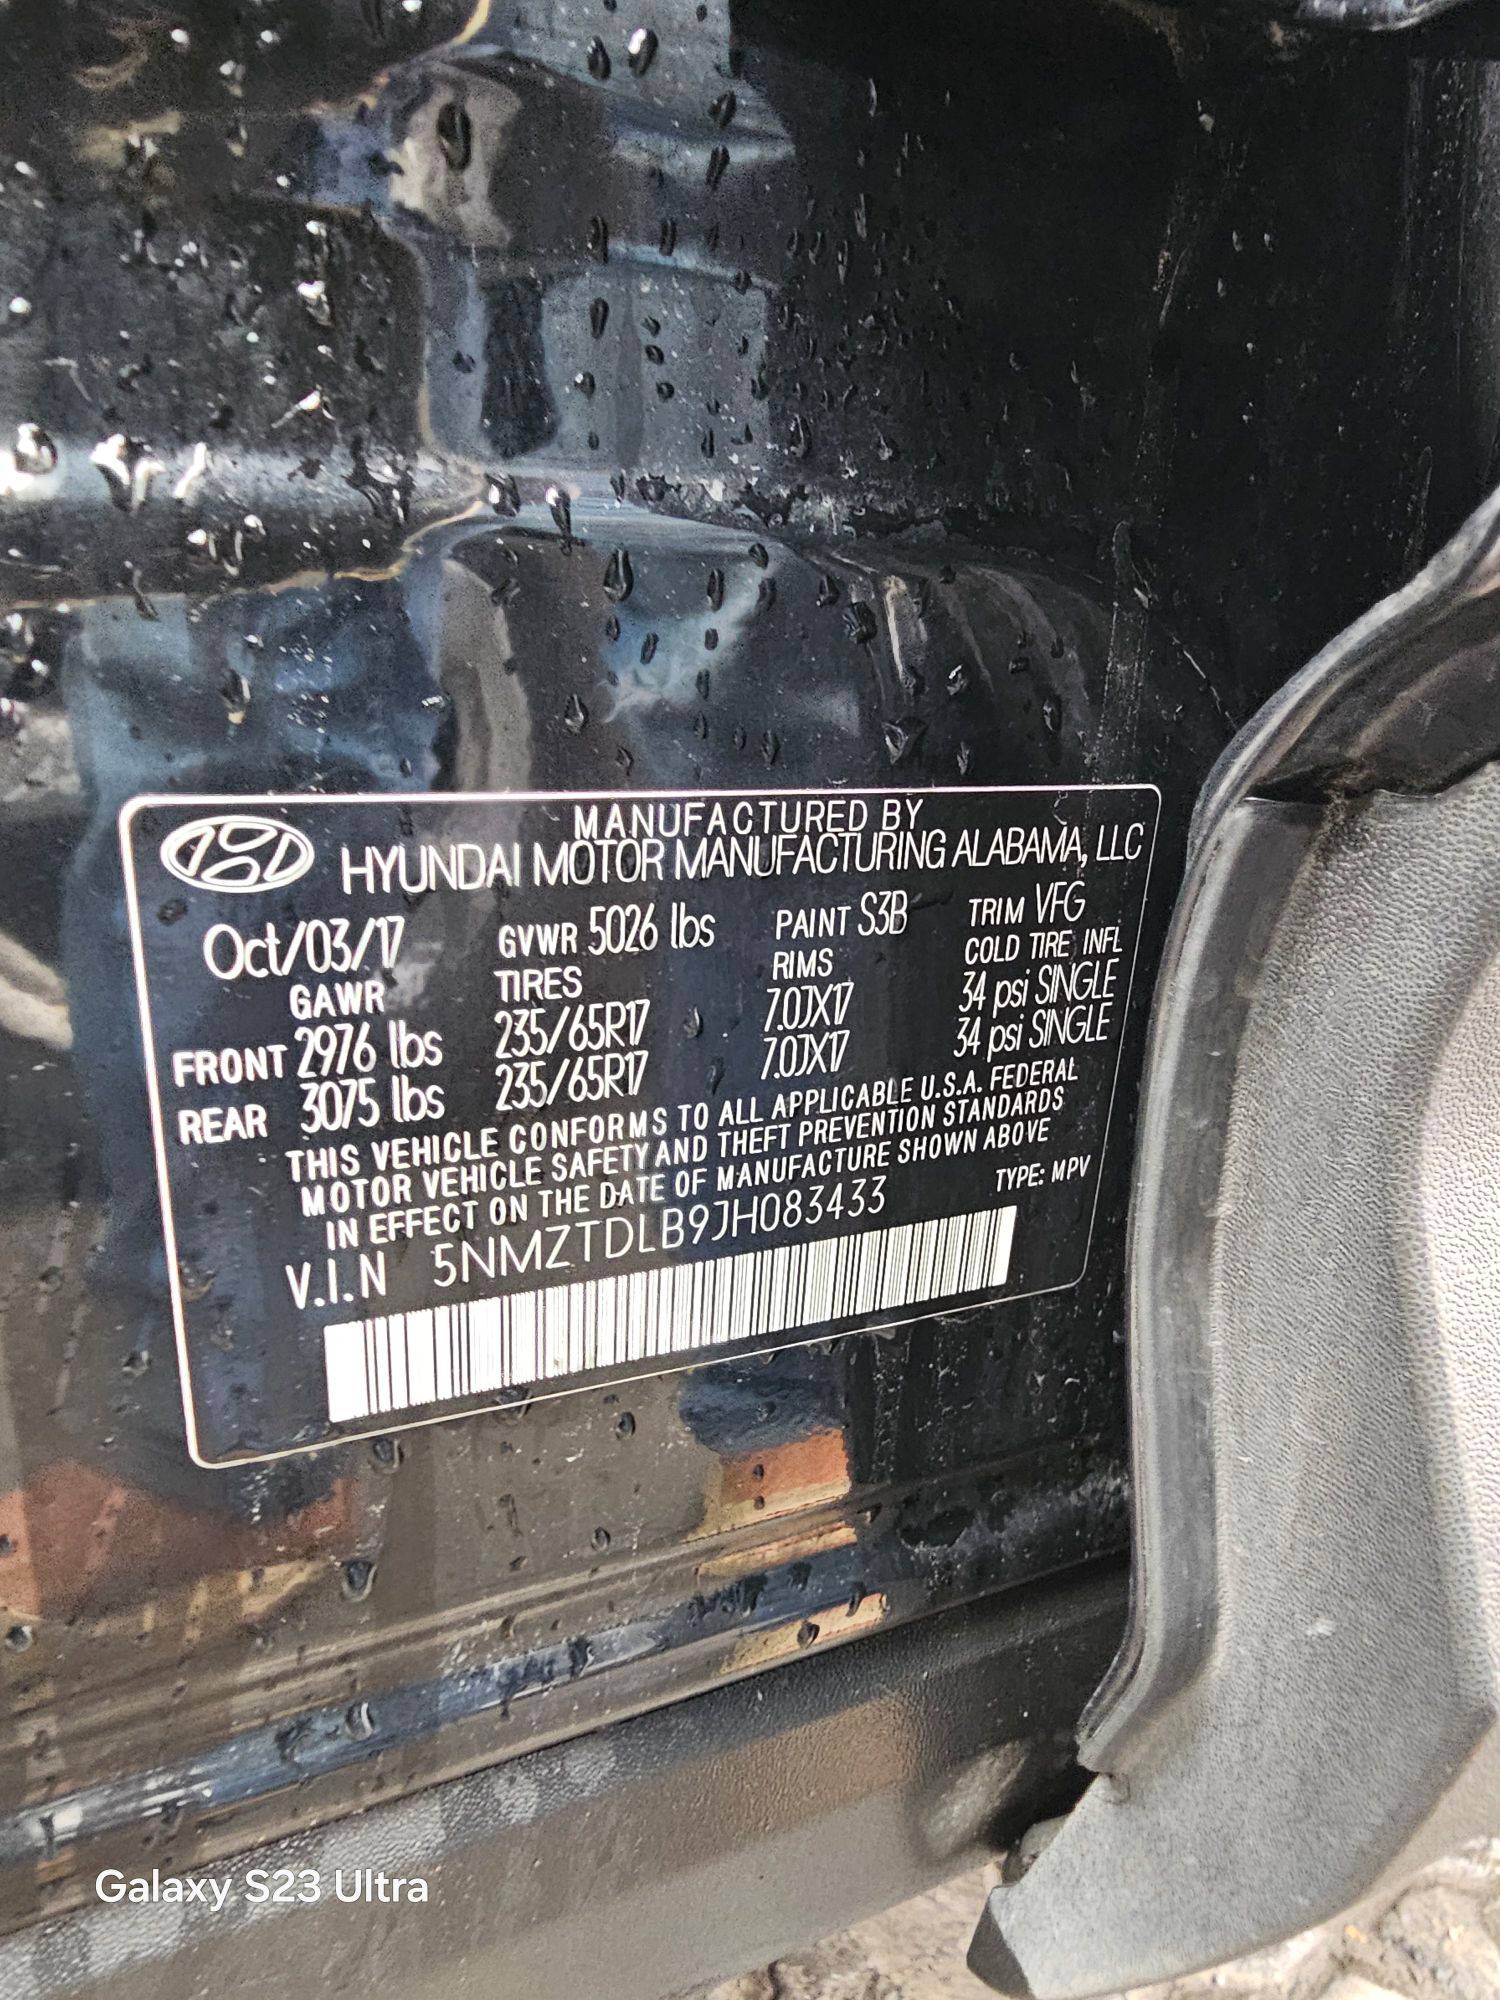 MANUFACTURED BY
HYUNDAI MOTOR MANUFACTURING ALABAMA, LLC
Oct/03/17 GVWR 5026 lbs PAINT S3B TRIM VFG
GAWR TIRES RIMS COLD TIRE INFL
FRONT 2976 lbs 235/65R17 7.0JX17 34 psi SINGLE
REAR 3075 lbs 235/65R17 7.0JX17 34 psi SINGLE
THIS VEHICLE CONFORMS TO ALL APPLICABLE U.S.A. FEDERAL
MOTOR VEHICLE SAFETY AND THEFT PREVENTION STANDARDS
IN EFFECT ON THE DATE OF MANUFACTURE SHOWN ABOVE
V.I.N 5NMZTDLB9JH083433 TYPE: MPV
Galaxy S23 Ultra